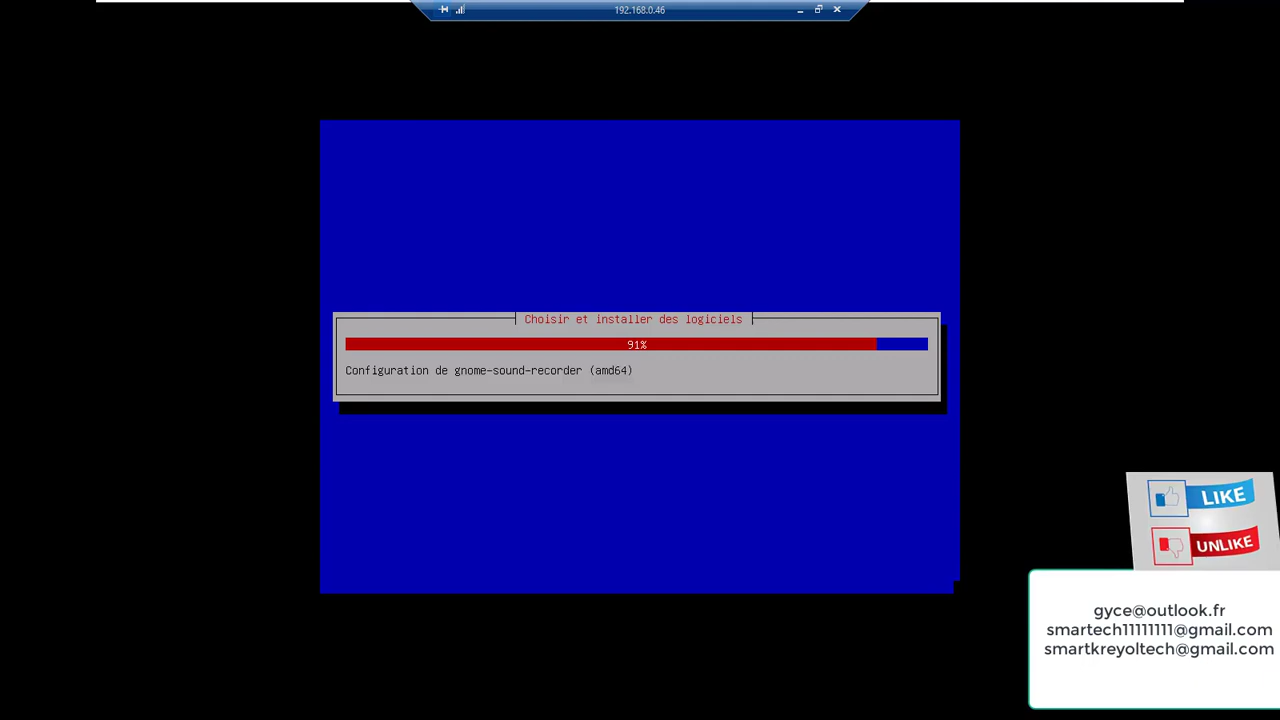 192.168.0.46
Choisir et installer des logiciels
91%
Configuration de gnome-sound-recorder (amd64)
LIKE
UNLIKE
gyce@outlook.fr
smartech11111111@gmail.com
smartkreyoltech@gmail.com